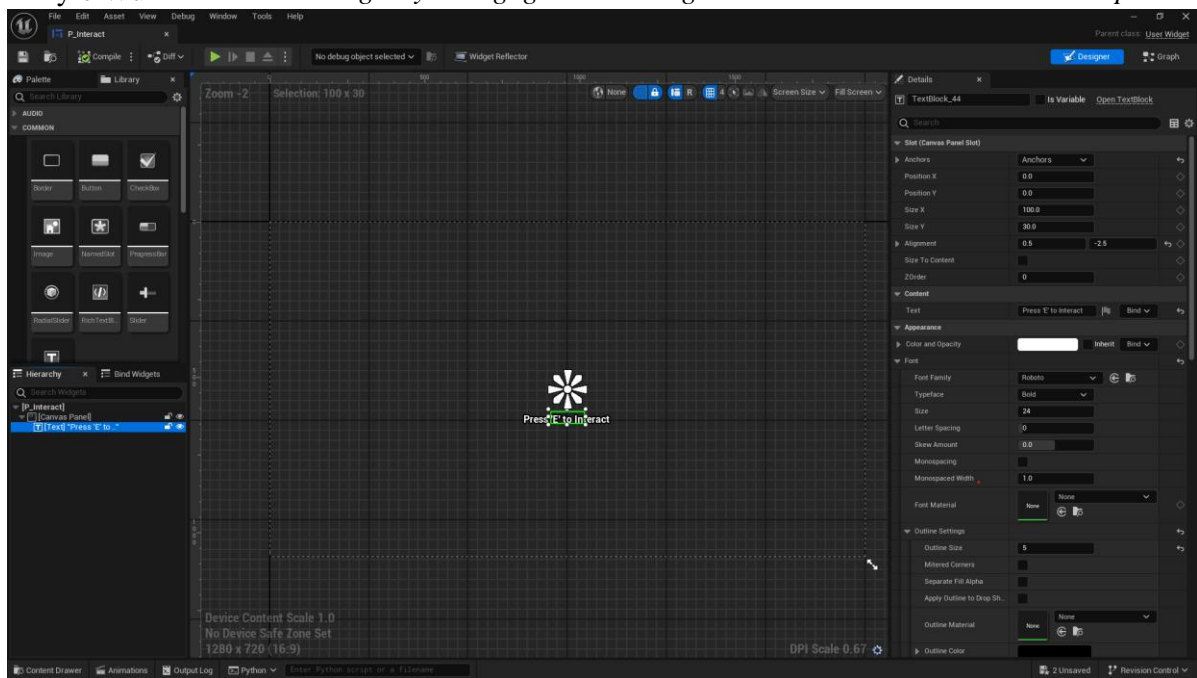 File Edit Asset View Debug Window Tools Help
P_Interact
Parent class: User Widget
Compile Diff No debug object selected Widget Reflector Designer Graph
Palette Library
Search Library
AUDIO
COMMON
Border Button CheckBox
Image NamedSlot ProgressBar
RadialSlider RichTextBl.. Slider
Hierarchy Bind Widgets
Search Widgets
[P_Interact]
[Canvas Panel]
[Text] "Press 'E' to .."
Zoom -2 Selection: 100 x 30
500 1000 1500
None R 4 Screen Size Fill Screen
Press 'E' to Interact
Device Content Scale 1.0
No Device Safe Zone Set
1280 x 720 (16:9)
DPI Scale 0.67
Details
TextBlock_44 Is Variable Open TextBlock
Search
Slot (Canvas Panel Slot)
Anchors Anchors
Position X 0.0
Position Y 0.0
Size X 100.0
Size Y 30.0
Alignment 0.5 -2.5
Size To Content
ZOrder 0
Content
Text Press 'E' to Interact Bind
Appearance
Color and Opacity Inherit Bind
Font
Font Family Roboto
Typeface Bold
Size 24
Letter Spacing 0
Skew Amount 0.0
Monospacing
Monospaced Width 1.0
Font Material None None
Outline Settings
Outline Size 5
Mitered Corners
Separate Fill Alpha
Apply Outline to Drop Sh..
Outline Material None None
Outline Color
Content Drawer Animations Output Log Python Enter Python script or a filename 2 Unsaved Revision Control